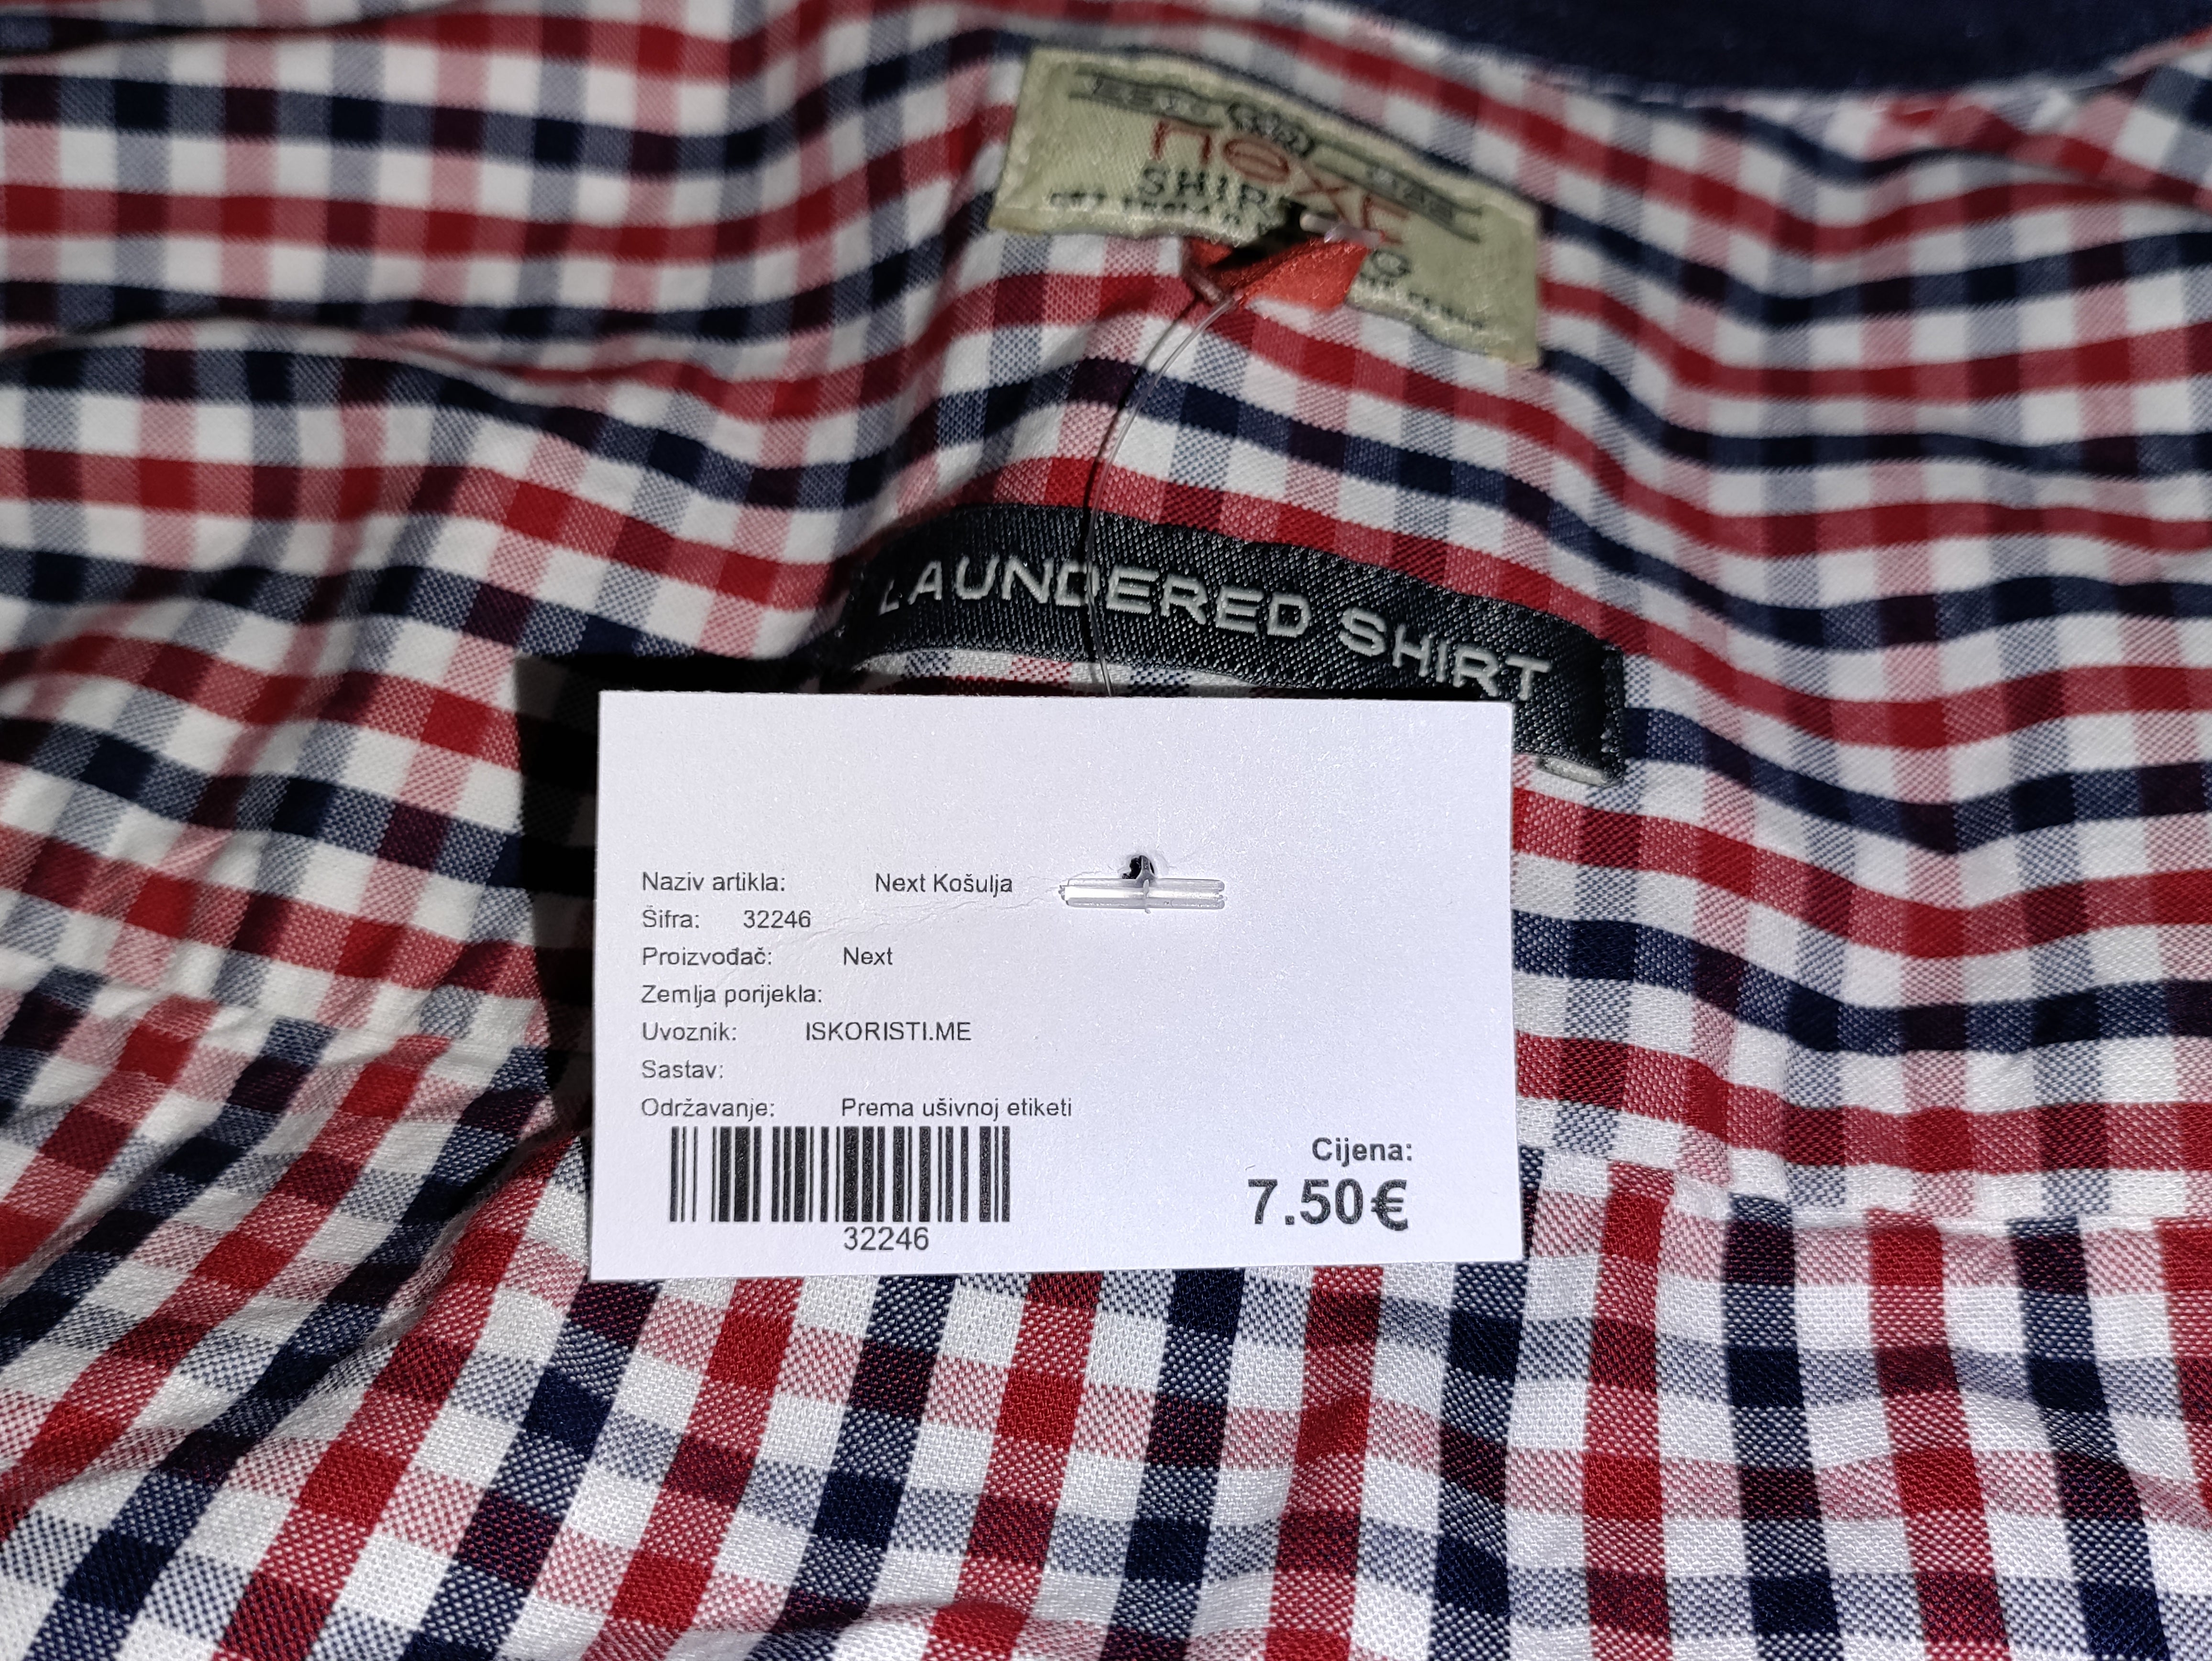 next
LAUNDERED SHIRT
Naziv artikla: Next Košulja
Šifra: 32246
Proizvođač: Next
Zemlja porijekla:
Uvoznik: ISKORISTI.ME
Sastav:
Održavanje: Prema ušivnoj etiketi
32246
Cijena:
7.50€